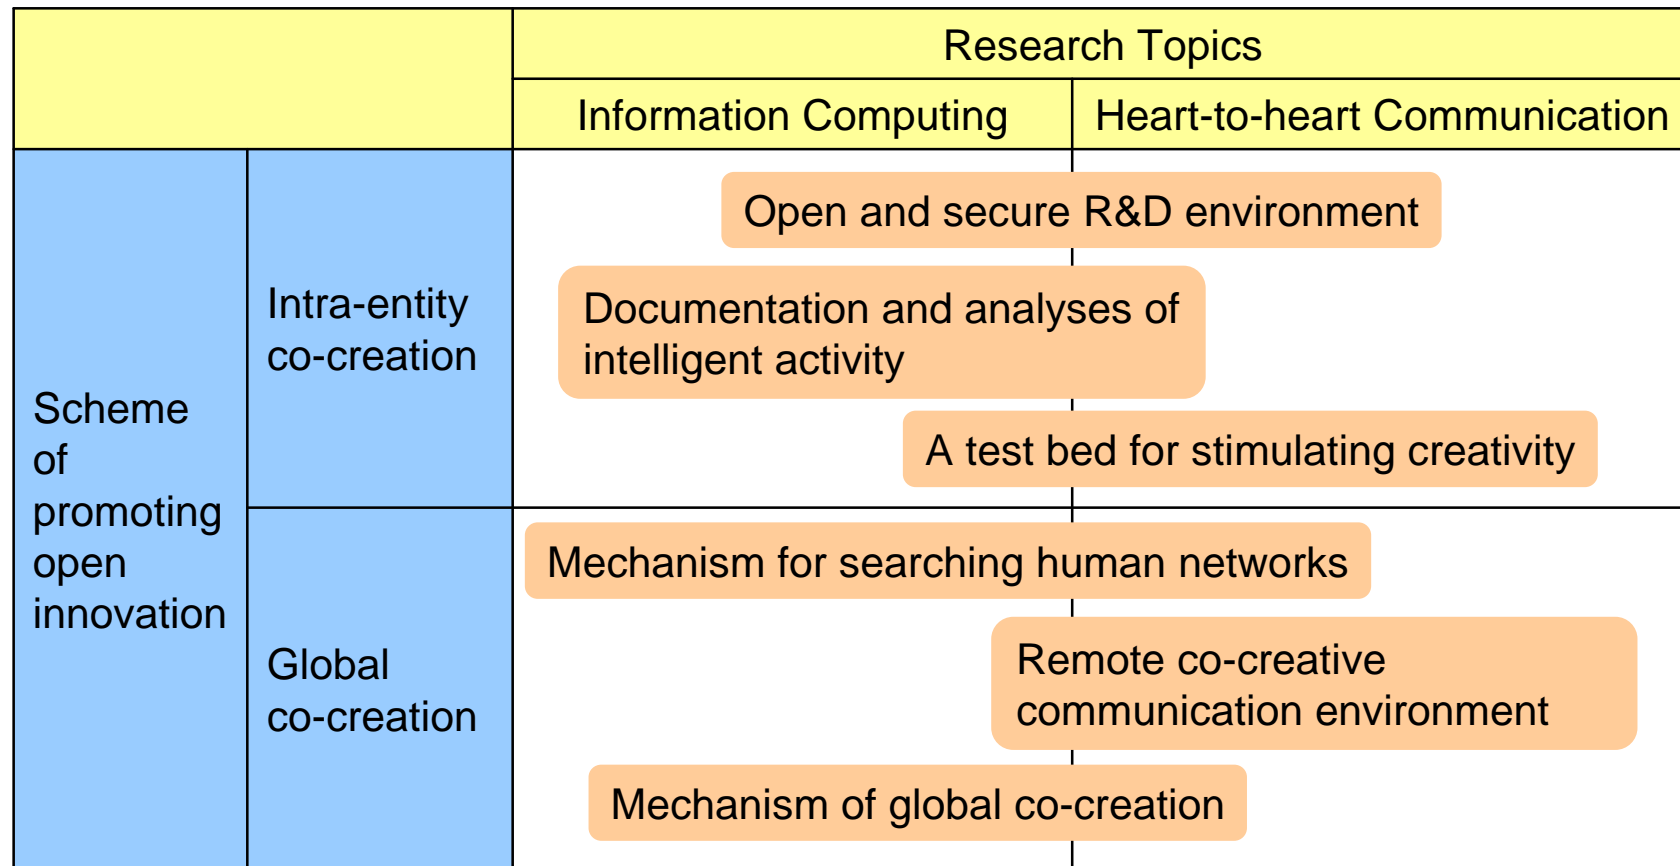 Research Topics
Information Computing
Heart-to-heart Communication
Scheme
of
promoting
open
innovation
Intra-entity
co-creation
Open and secure R&D environment
Documentation and analyses of
intelligent activity
A test bed for stimulating creativity
Global
co-creation
Mechanism for searching human networks
Remote co-creative
communication environment
Mechanism of global co-creation